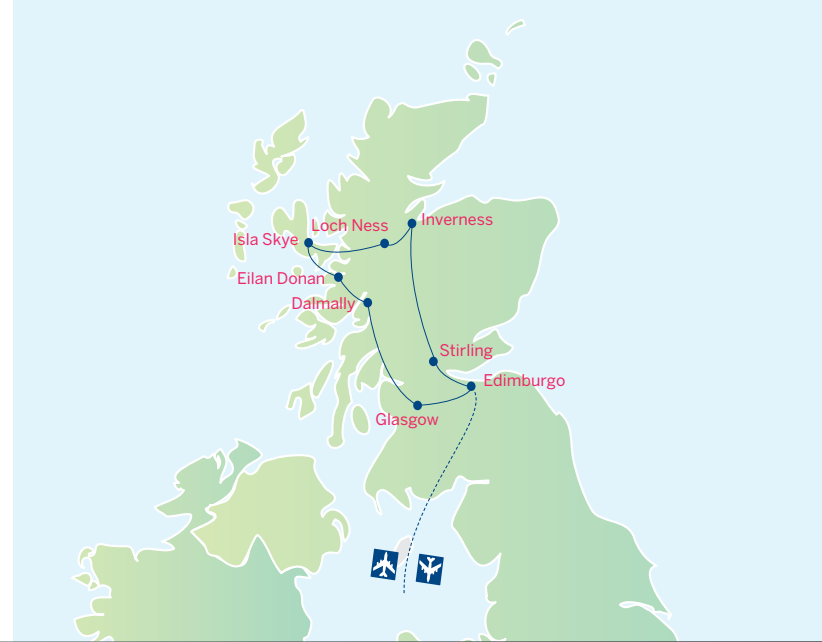 Inverness
Loch Ness
Isla Skye
Eilan Donan
Dalmally
Stirling
Edimburgo
Glasgow